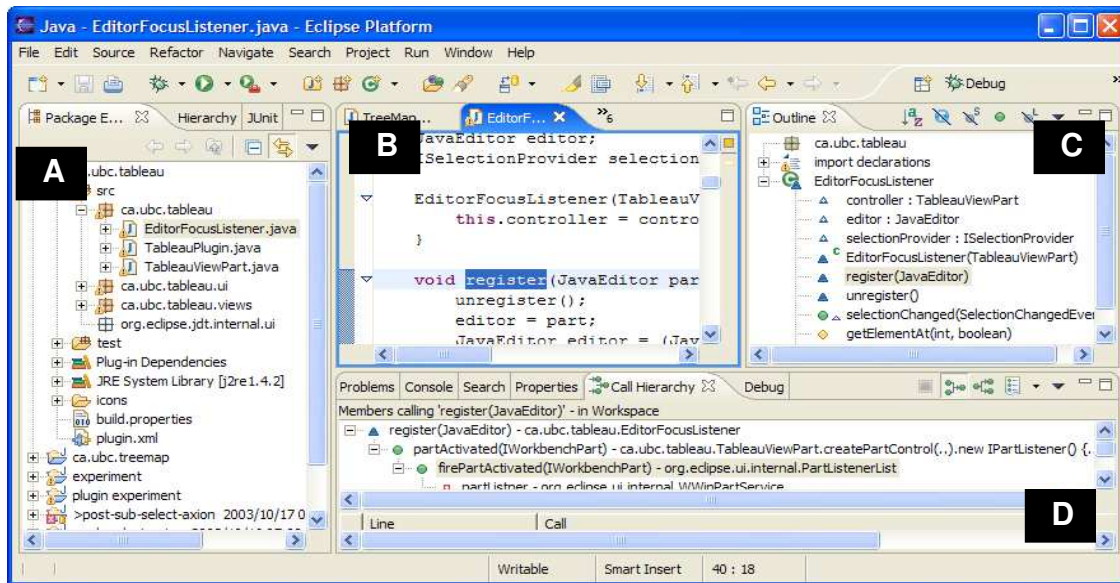 Java - EditorFocusListener.java - Eclipse Platform
File Edit Source Refactor Navigate Search Project Run Window Help
Debug
Package E... Hierarchy JUnit
A
.ubc.tableau
src
ca.ubc.tableau
EditorFocusListener.java
TableauPlugin.java
TableauViewPart.java
ca.ubc.tableau.ui
ca.ubc.tableau.views
org.eclipse.jdt.internal.ui
test
Plug-in Dependencies
JRE System Library [j2re1.4.2]
icons
build.properties
plugin.xml
ca.ubc.treemap
experiment
plugin experiment
>post-sub-select-axion 2003/10/17 0
TreeMap... EditorF... »6
B
JavaEditor editor;
ISelectionProvider selection
EditorFocusListener(TableauV
this.controller = contro
}
void register(JavaEditor par
unregister();
editor = part;
JavaEditor editor = (Jav
Outline
C
ca.ubc.tableau
import declarations
EditorFocusListener
controller : TableauViewPart
editor : JavaEditor
selectionProvider : ISelectionProvider
EditorFocusListener(TableauViewPart)
register(JavaEditor)
unregister()
selectionChanged(SelectionChangedEve
getElementAt(int, boolean)
Problems Console Search Properties Call Hierarchy Debug
Members calling 'register(JavaEditor)' - in Workspace
register(JavaEditor) - ca.ubc.tableau.EditorFocusListener
partActivated(IWorkbenchPart) - ca.ubc.tableau.TableauViewPart.createPartControl(..).new IPartListener() {..
firePartActivated(IWorkbenchPart) - org.eclipse.ui.internal.PartListenerList
partListner - org.eclipse.ui.internal.WWinPartService
D
Line Call
Writable Smart Insert 40 : 18